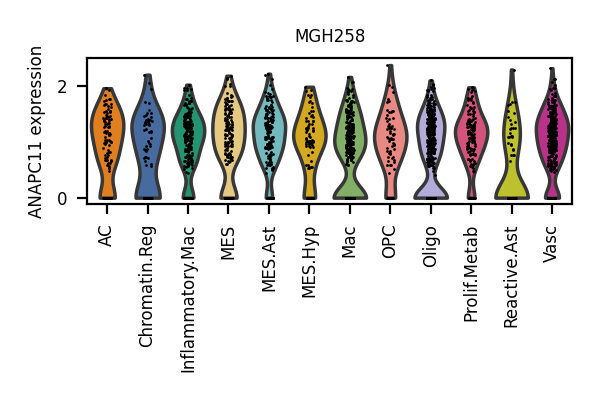 MGH258
ANAPC11 expression
2
0
AC
Chromatin.Reg
Inflammatory.Mac
MES
MES.Ast
MES.Hyp
Mac
OPC
Oligo
Prolif.Metab
Reactive.Ast
Vasc